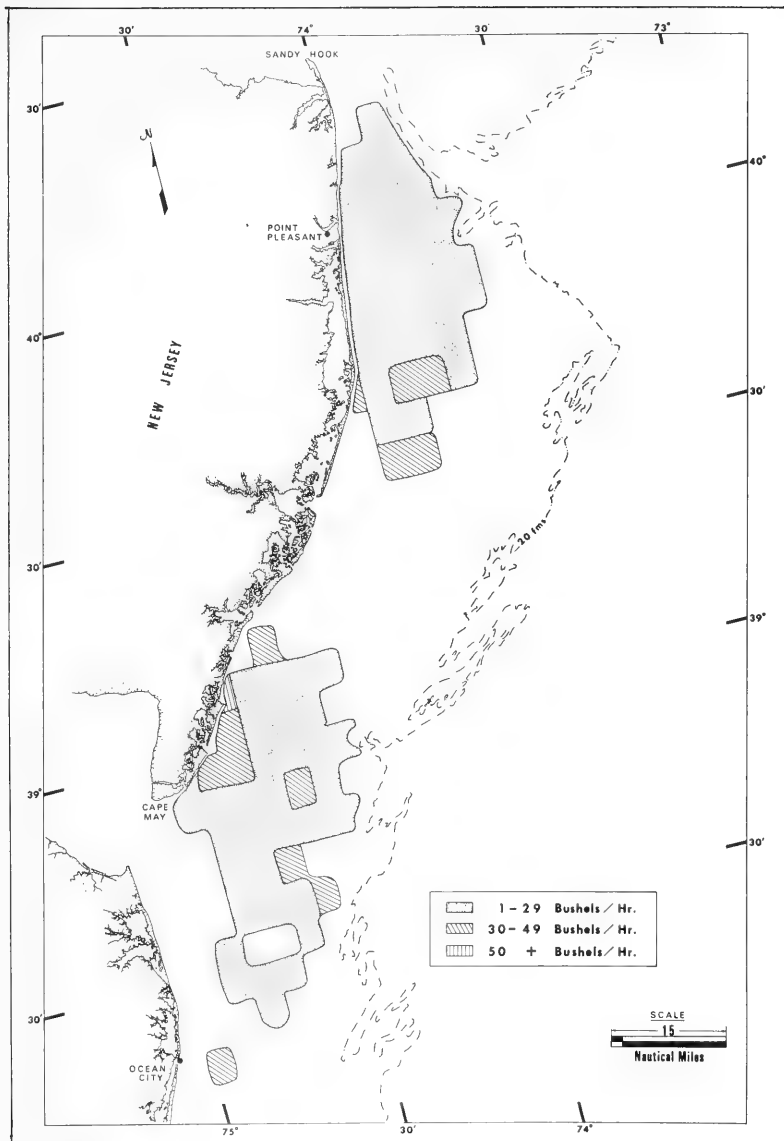 30'
74°
30'
73°
SANDY HOOK
30'
N
40°
POINT
PLEASANT
40°
NEW JERSEY
30'
20 fms
30'
39°
39°
CAPE
MAY
30'
1-29 Bushels/Hr.
30-49 Bushels/Hr.
50 + Bushels/Hr.
30'
SCALE
15
Nautical Miles
OCEAN
CITY
75°
30'
74°